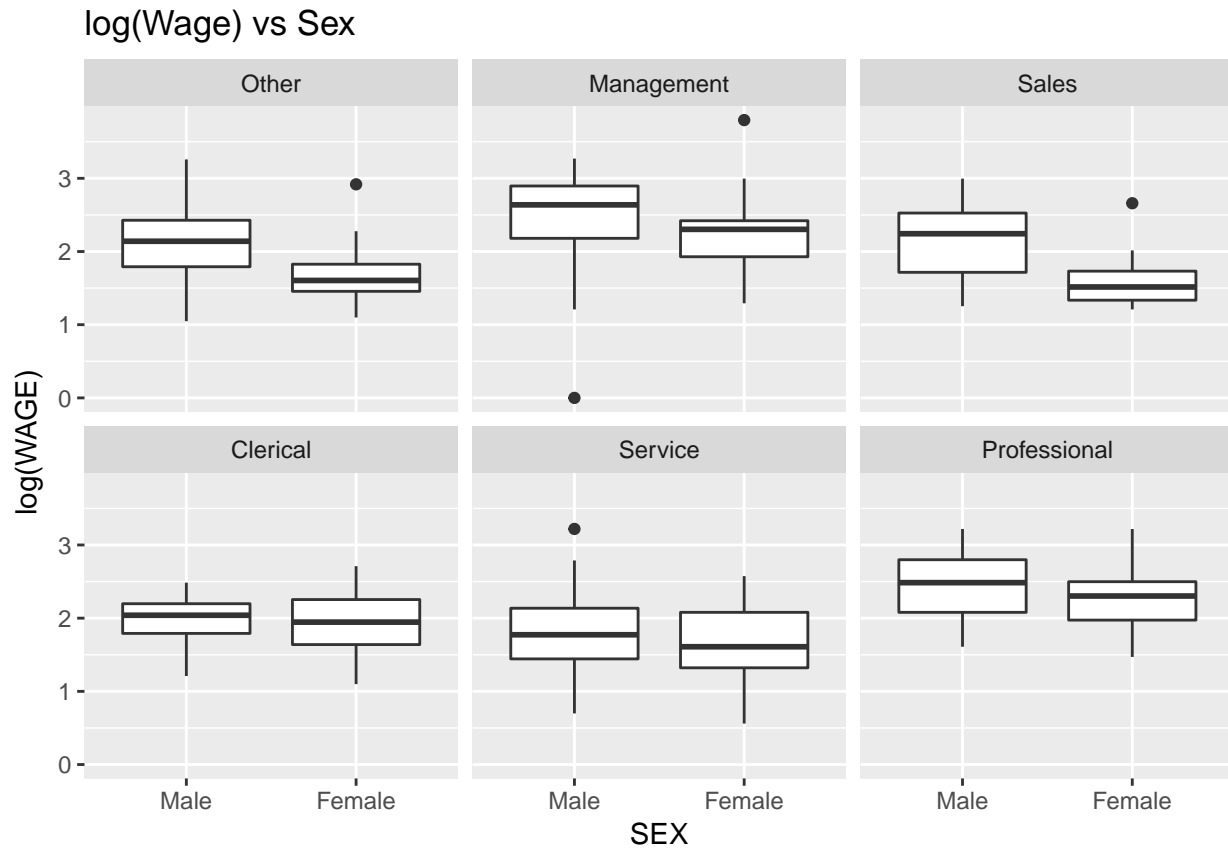 log(Wage) vs Sex
Other Management Sales
3
2
1
0
Clerical Service Professional
3
2
1
0
log(WAGE)
Male Female Male Female Male Female
SEX